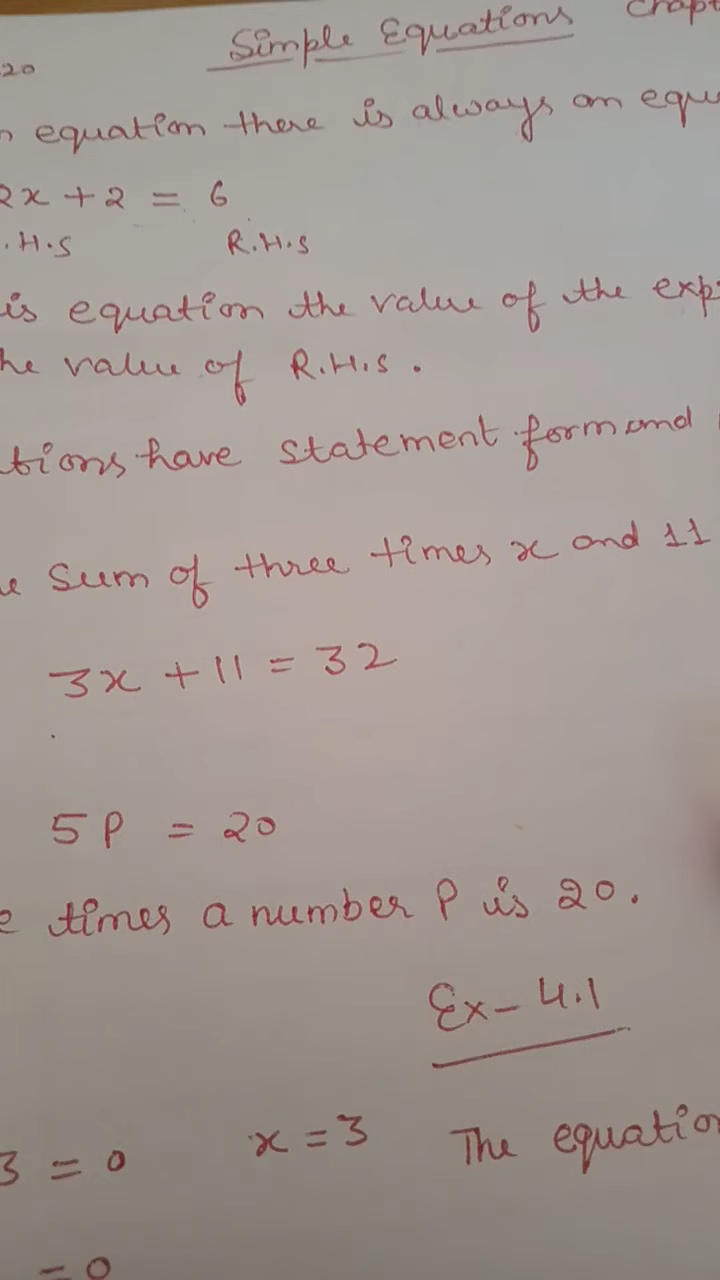 Simple Equations Chapt
20
n equation there is always an equ
2x + 2 = 6
.H.S R.H.S
is equation the value of the exp
he value of R.H.S.
tions have statement form and
e sum of three times x and 11
3x + 11 = 32
5P = 20
e times a number P is 20.
Ex - 4.1
3 = 0 x = 3 The equatio
= 0